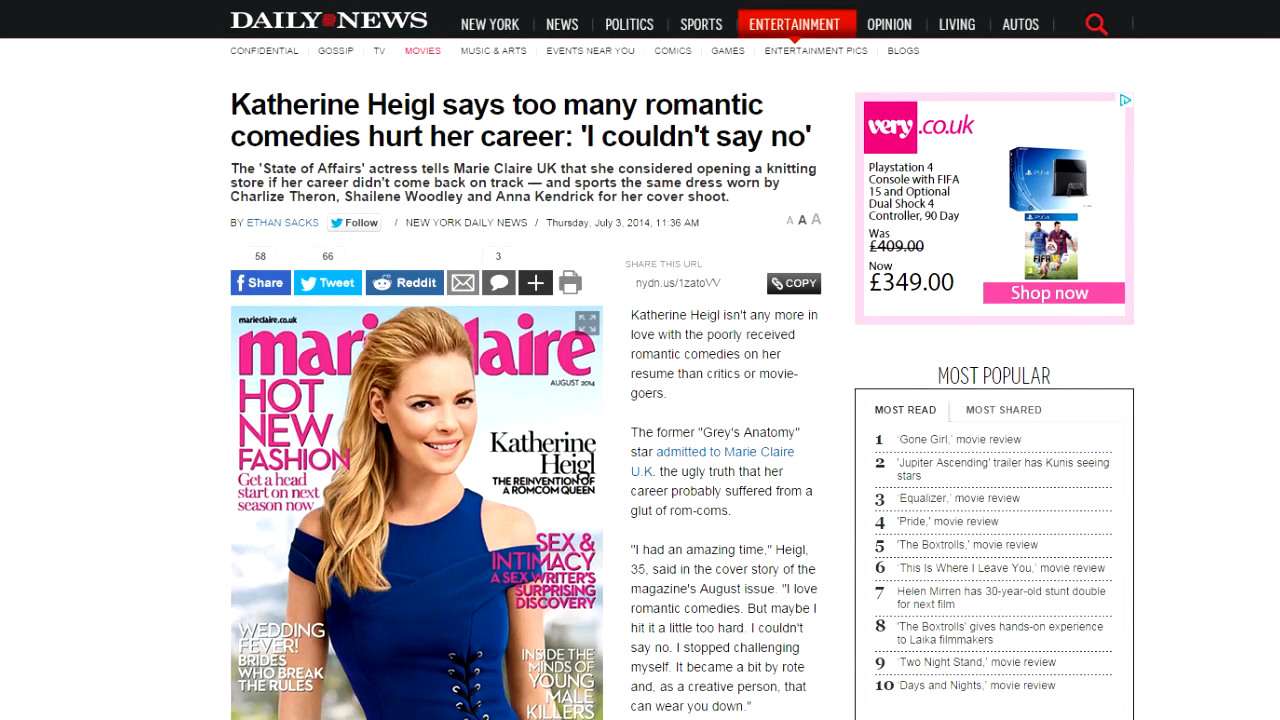 DAILY NEWS
NEW YORK
NEWS
POLITICS
SPORTS
ENTERTAINMENT
OPINION
LIVING
AUTOS
CONFIDENTIAL
GOSSIP
TV
MOVIES
MUSIC & ARTS
EVENTS NEAR YOU
COMICS
GAMES
ENTERTAINMENT PICS
BLOGS
Katherine Heigl says too many romantic
comedies hurt her career: 'I couldn't say no'
The 'State of Affairs' actress tells Marie Claire UK that she considered opening a knitting
store if her career didn't come back on track — and sports the same dress worn by
Charlize Theron, Shailene Woodley and Anna Kendrick for her cover shoot.
BY ETHAN SACKS Follow / NEW YORK DAILY NEWS / Thursday, July 3, 2014, 11:36 AM
A A A
58
66
3
Share
Tweet
Reddit
SHARE THIS URL
nydn.us/1zatoVV
COPY
marieclaire.co.uk
marie claire
AUGUST 2014
HOT
NEW
FASHION
Get a head
start on next
season now
Katherine
Heigl
THE REINVENTION OF
A ROMCOM QUEEN
SEX &
INTIMACY
A SEX WRITER'S
SURPRISING
DISCOVERY
WEDDING
FEVER!
BRIDES
WHO BREAK
THE RULES
INSIDE THE
MINDS OF
YOUNG
MALE
KILLERS
Katherine Heigl isn't any more in
love with the poorly received
romantic comedies on her
resume than critics or movie-
goers.
The former "Grey's Anatomy"
star admitted to Marie Claire
U.K. the ugly truth that her
career probably suffered from a
glut of rom-coms.
"I had an amazing time," Heigl,
35, said in the cover story of the
magazine's August issue. "I love
romantic comedies. But maybe I
hit it a little too hard. I couldn't
say no. I stopped challenging
myself. It became a bit by rote
and, as a creative person, that
can wear you down."
very.co.uk
Playstation 4
Console with FIFA
15 and Optional
Dual Shock 4
Controller, 90 Day
Was
£409.00
Now
£349.00
PS4
FIFA 15
Shop now
MOST POPULAR
MOST READ
MOST SHARED
1 'Gone Girl,' movie review
2 'Jupiter Ascending' trailer has Kunis seeing
stars
3 'Equalizer,' movie review
4 'Pride,' movie review
5 'The Boxtrolls,' movie review
6 'This Is Where I Leave You,' movie review
7 Helen Mirren has 30-year-old stunt double
for next film
8 'The Boxtrolls' gives hands-on experience
to Laika filmmakers
9 'Two Night Stand,' movie review
10 'Days and Nights,' movie review